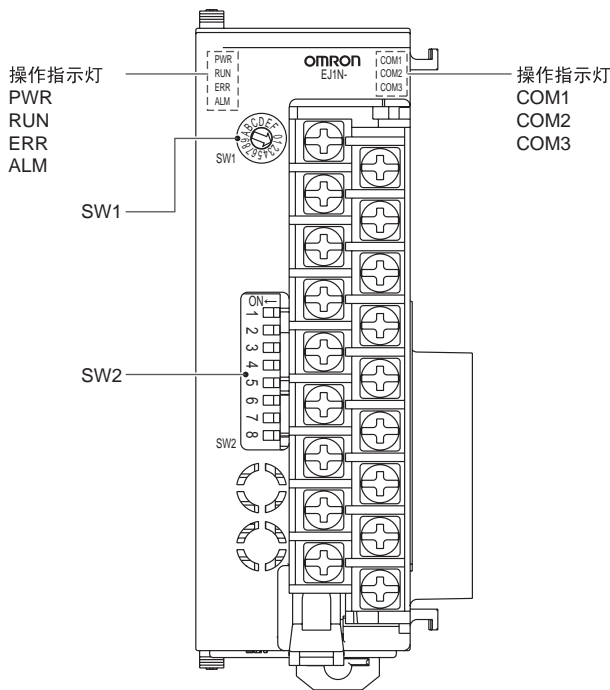 操作指示灯
PWR
RUN
ERR
ALM
SW1
SW2
PWR
RUN
ERR
ALM
OMRON
EJ1N-
COM1
COM2
COM3
0123456789ABCDEF
SW1
ON←
1
2
3
4
5
6
7
8
SW2
操作指示灯
COM1
COM2
COM3